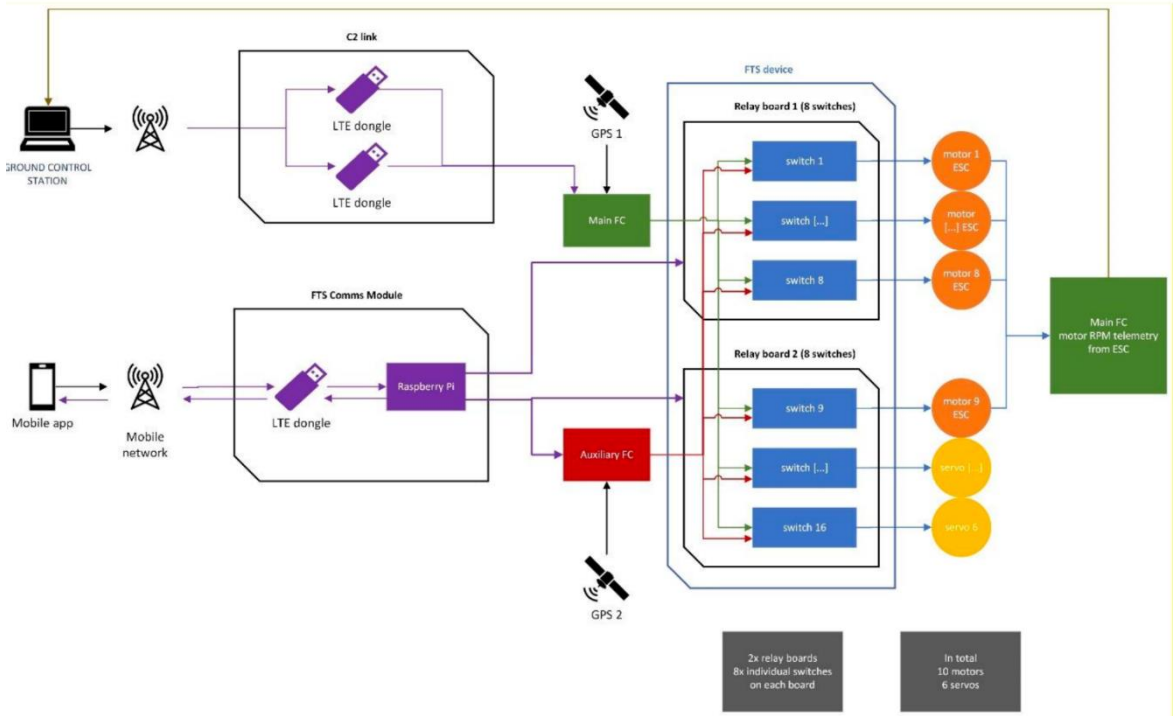 C2 link
LTE dongle
LTE dongle
GROUND CONTROL
STATION
GPS 1
Main FC
FTS device
Relay board 1 (8 switches)
switch 1
switch [...]
switch 8
motor 1
ESC
motor
[...] ESC
motor 8
ESC
Main FC
motor RPM telemetry
from ESC
FTS Comms Module
Mobile app
Mobile
network
LTE dongle
Raspberry Pi
Auxiliary FC
GPS 2
Relay board 2 (8 switches)
switch 9
switch [...]
switch 16
motor 9
ESC
servo [...]
servo 6
2x relay boards
8x individual switches
on each board
In total
10 motors
6 servos